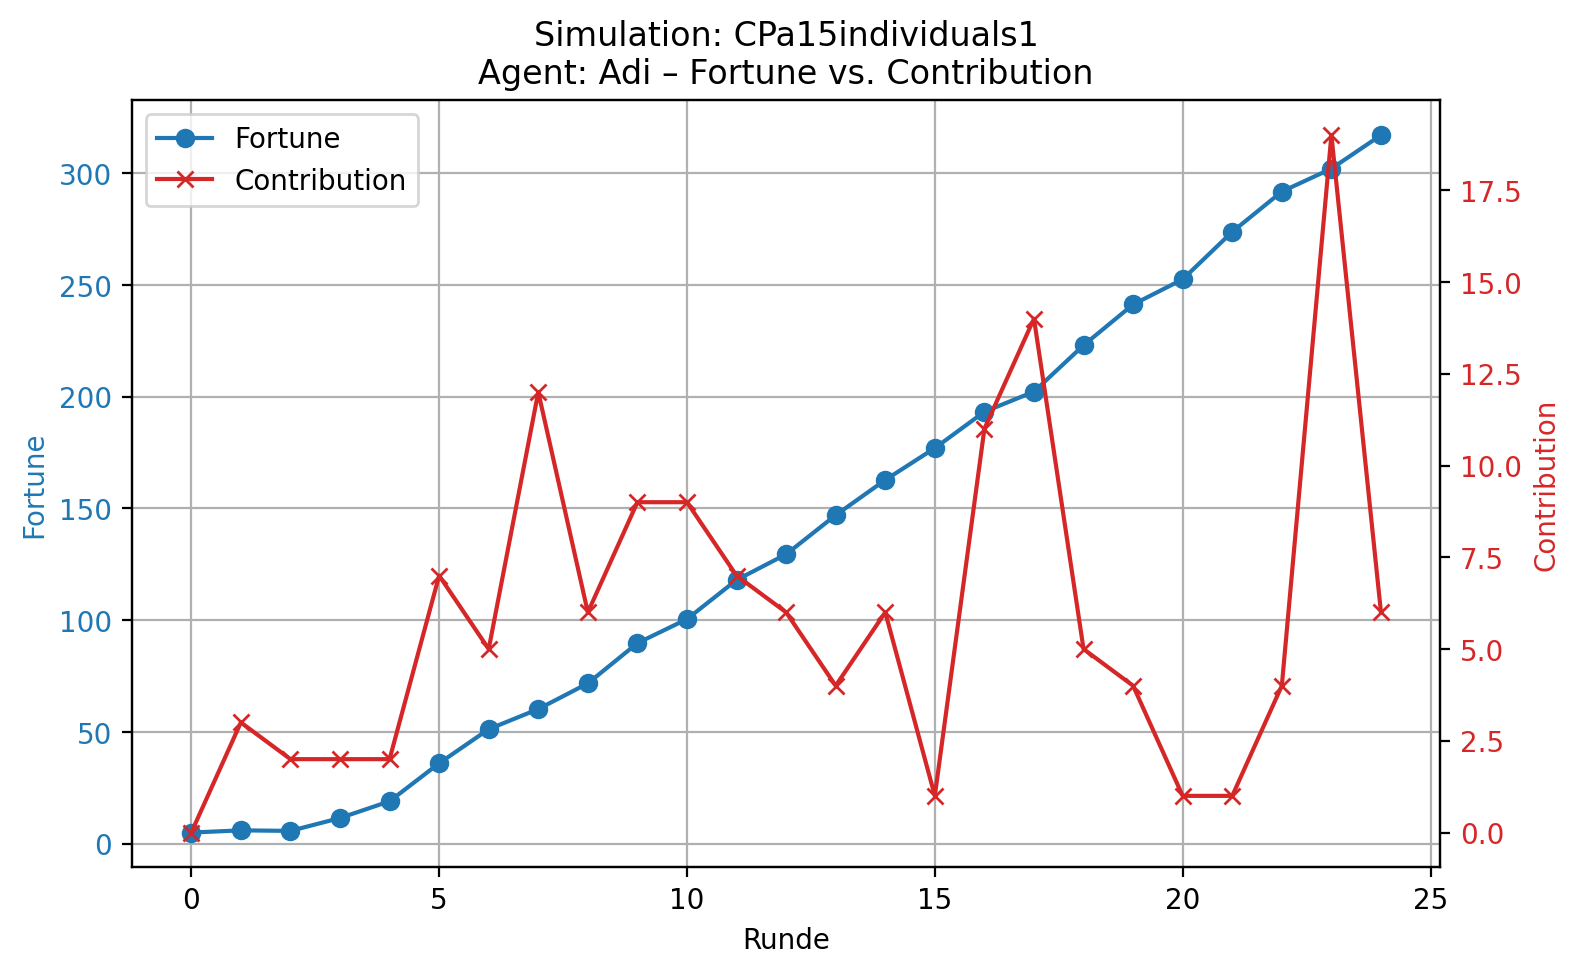 Simulation: CPa15individuals1
Agent: Adi – Fortune vs. Contribution
Fortune
Contribution
300
250
200
150
100
50
0
Fortune
17.5
15.0
12.5
10.0
7.5
5.0
2.5
0.0
Contribution
0 5 10 15 20 25
Runde